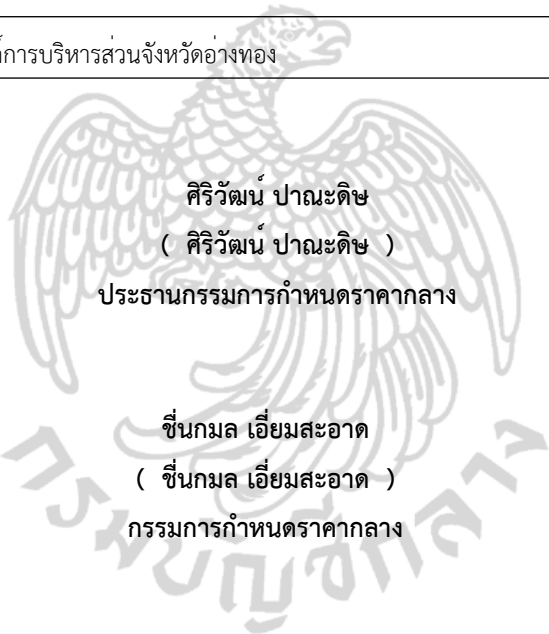 การบริหารส่วนจังหวัดอ่างทอง
ศิริวัฒน์ ปาณะดิษ
( ศิริวัฒน์ ปาณะดิษ )
ประธานกรรมการกำหนดราคากลาง
ชื่นกมล เอี่ยมสะอาด
( ชื่นกมล เอี่ยมสะอาด )
กรรมการกำหนดราคากลาง
กรมบัญชีกลาง